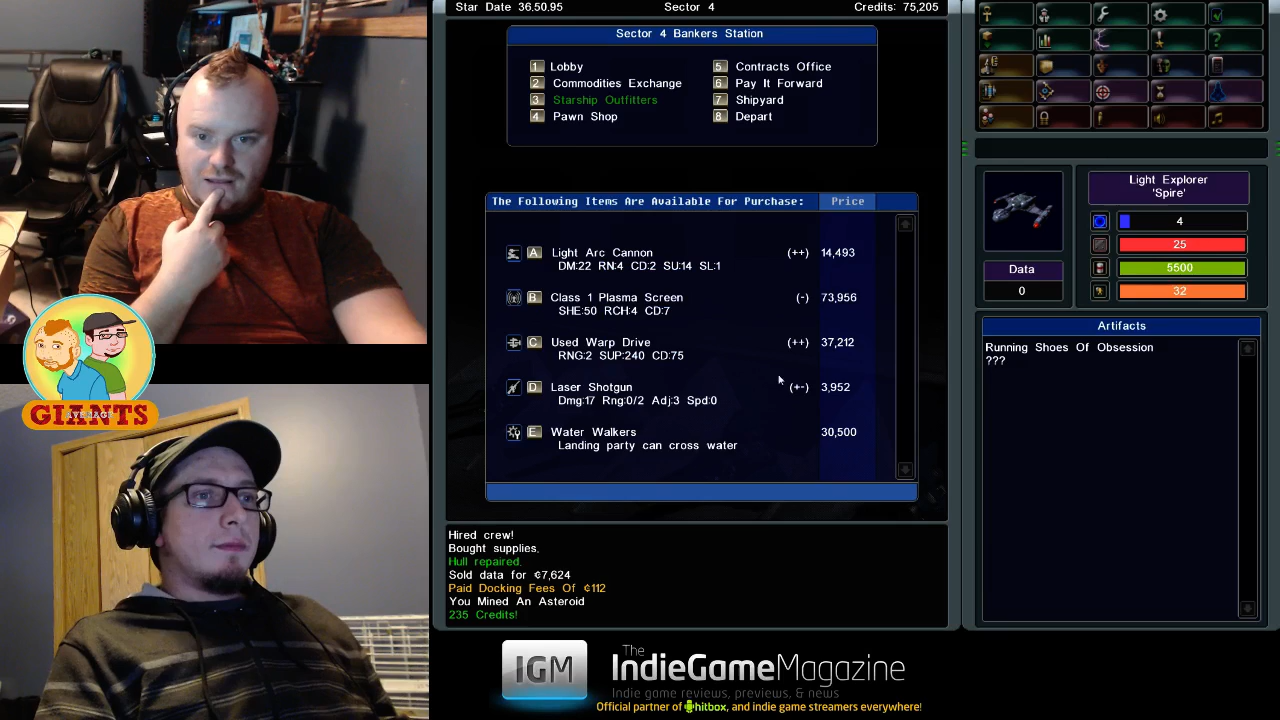 Star Date 36.50.95
Sector 4
Credits: 75,205
Sector 4 Bankers Station
1 Lobby
2 Commodities Exchange
3 Starship Outfitters
4 Pawn Shop
5 Contracts Office
6 Pay It Forward
7 Shipyard
8 Depart
The Following Items Are Available For Purchase: Price
A Light Arc Cannon (++) 14,493
DM:22 RN:4 CD:2 SU:14 SL:1
B Class 1 Plasma Screen (-) 73,956
SHE:50 RCH:4 CD:7
C Used Warp Drive (++) 37,212
RNG:2 SUP:240 CD:75
D Laser Shotgun (+-) 3,952
Dmg:17 Rng:0/2 Adj:3 Spd:0
E Water Walkers 30,500
Landing party can cross water
Hired crew!
Bought supplies.
Hull repaired.
Sold data for ¢7,624
Paid Docking Fees Of ¢112
You Mined An Asteroid
235 Credits!
Light Explorer
'Spire'
4
25
5500
32
Data
0
Artifacts
Running Shoes Of Obsession
???
AVERAGE
GIANTS
IGM
The
IndieGameMagazine
Indie game reviews, previews, & news
Official partner of hitbox, and indie game streamers everywhere!